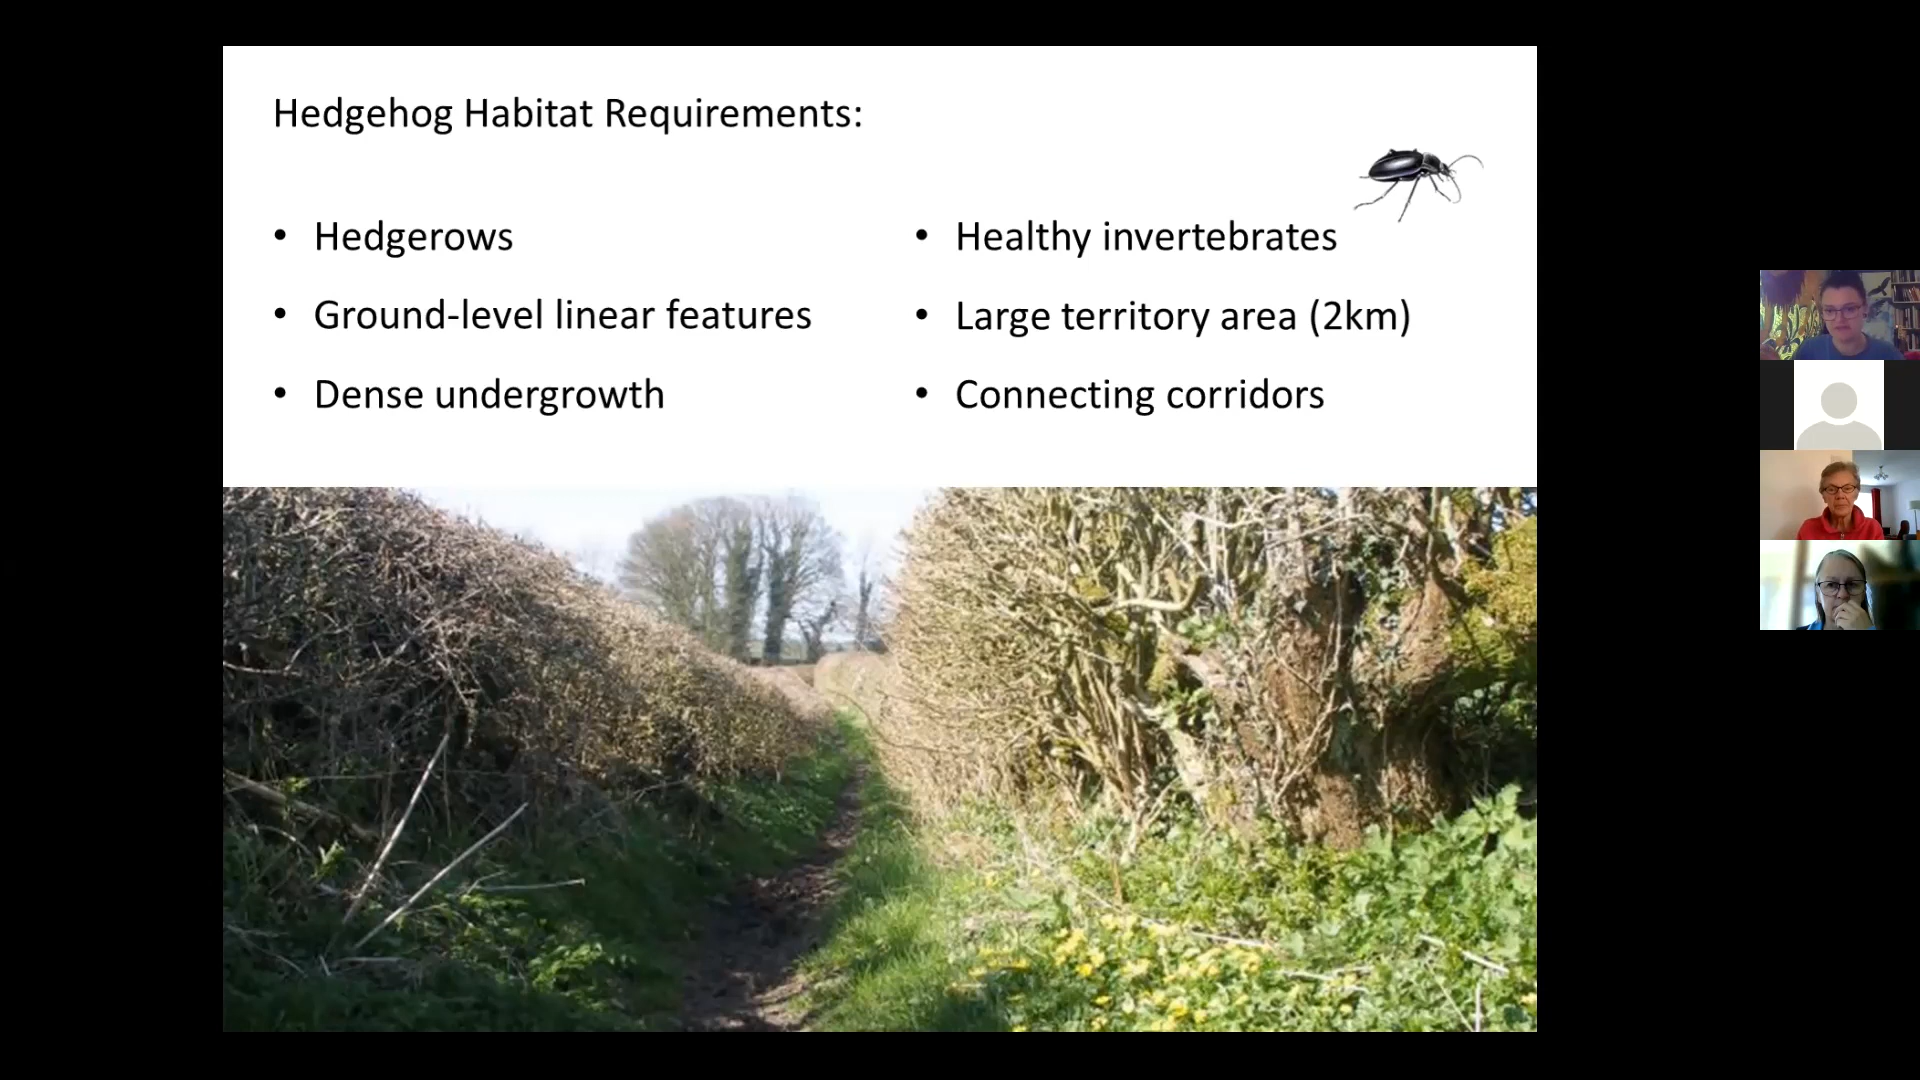 Hedgehog Habitat Requirements:
• Hedgerows
• Ground-level linear features
• Dense undergrowth
• Healthy invertebrates
• Large territory area (2km)
• Connecting corridors